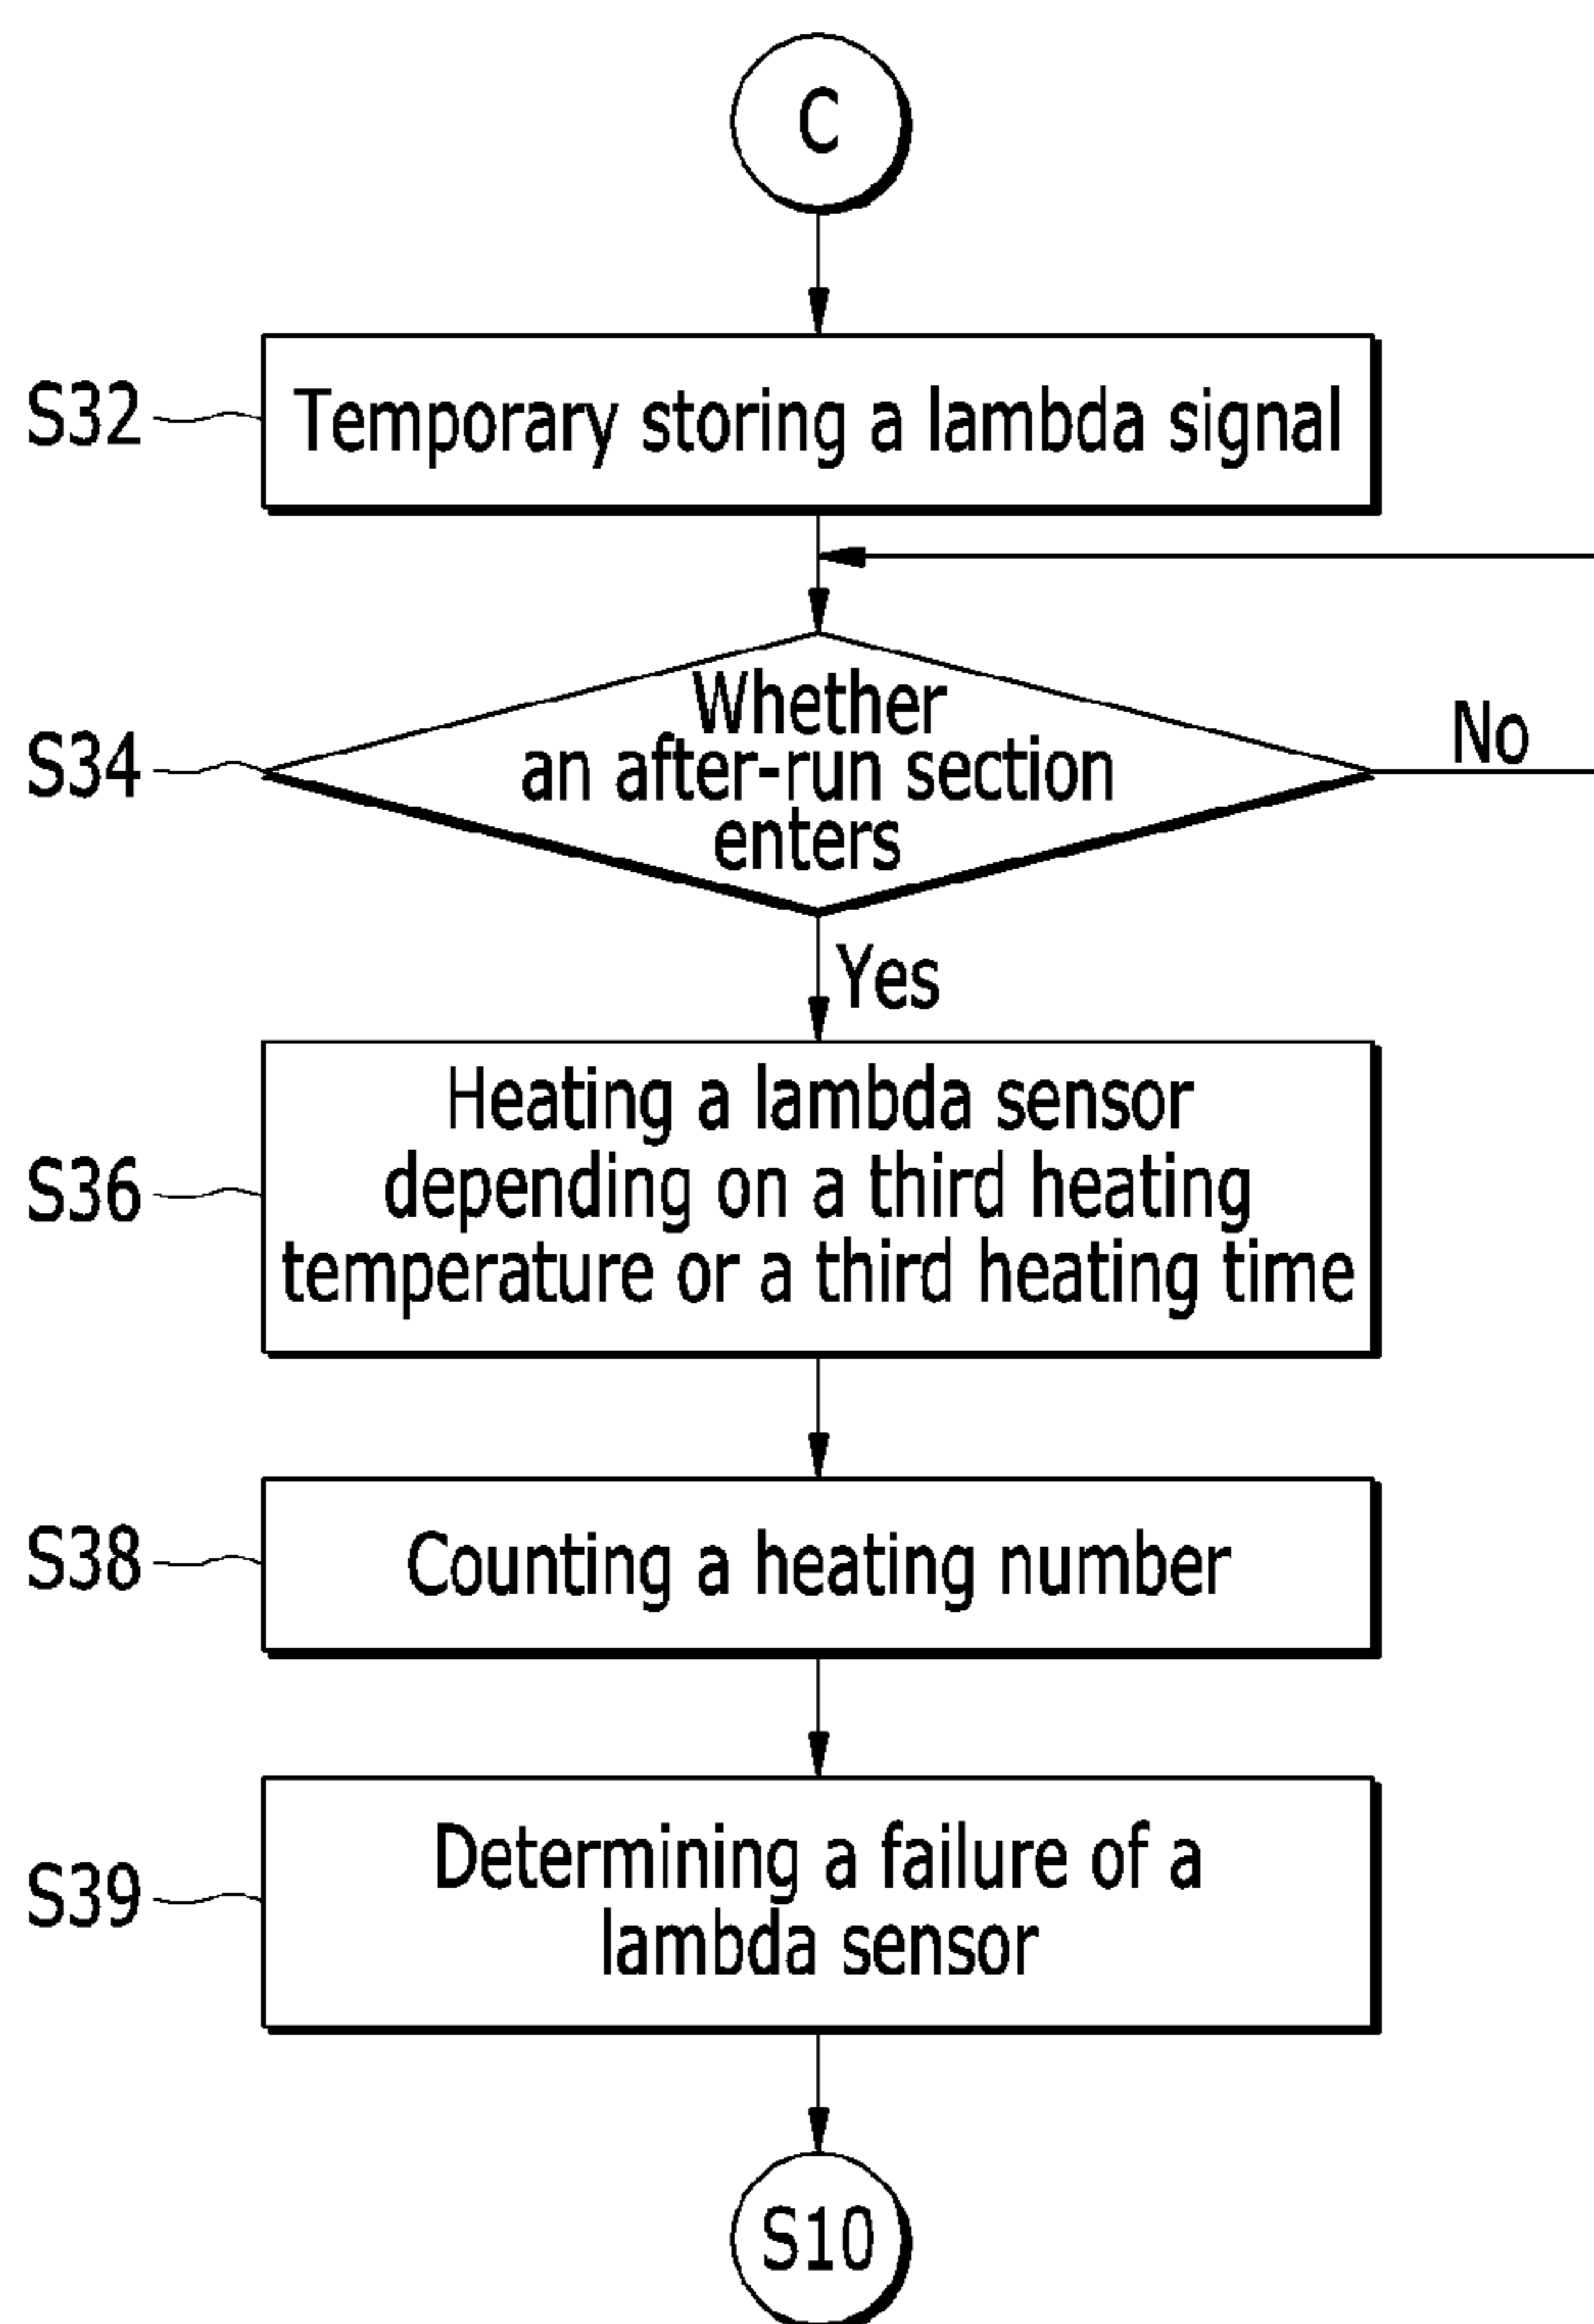 C
S32
Temporary storing a lambda signal
S34
Whether
an after-run section
enters
No
Yes
S36
Heating a lambda sensor
depending on a third heating
temperature or a third heating time
S38
Counting a heating number
S39
Determining a failure of a
lambda sensor
S10